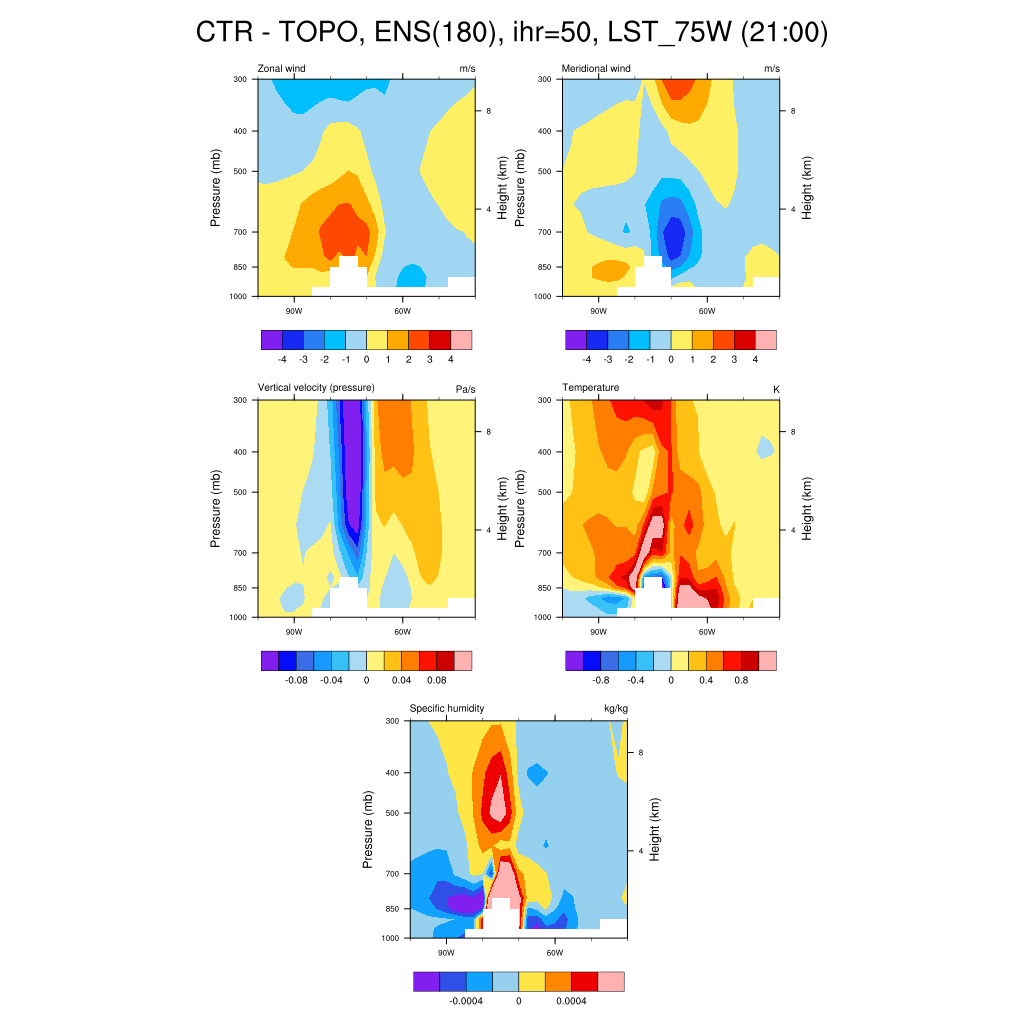 CTR - TOPO, ENS(180), ihr=50, LST_75W (21:00)
Zonal wind m/s
300
400
500
700
850
1000
Pressure (mb)
8
4
Height (km)
90W 60W
-4 -3 -2 -1 0 1 2 3 4
Meridional wind m/s
300
400
500
700
850
1000
Pressure (mb)
8
4
Height (km)
90W 60W
-4 -3 -2 -1 0 1 2 3 4
Vertical velocity (pressure) Pa/s
300
400
500
700
850
1000
Pressure (mb)
8
4
Height (km)
90W 60W
-0.08 -0.04 0 0.04 0.08
Temperature K
300
400
500
700
850
1000
Pressure (mb)
8
4
Height (km)
90W 60W
-0.8 -0.4 0 0.4 0.8
Specific humidity kg/kg
300
400
500
700
850
1000
Pressure (mb)
8
4
Height (km)
90W 60W
-0.0004 0 0.0004